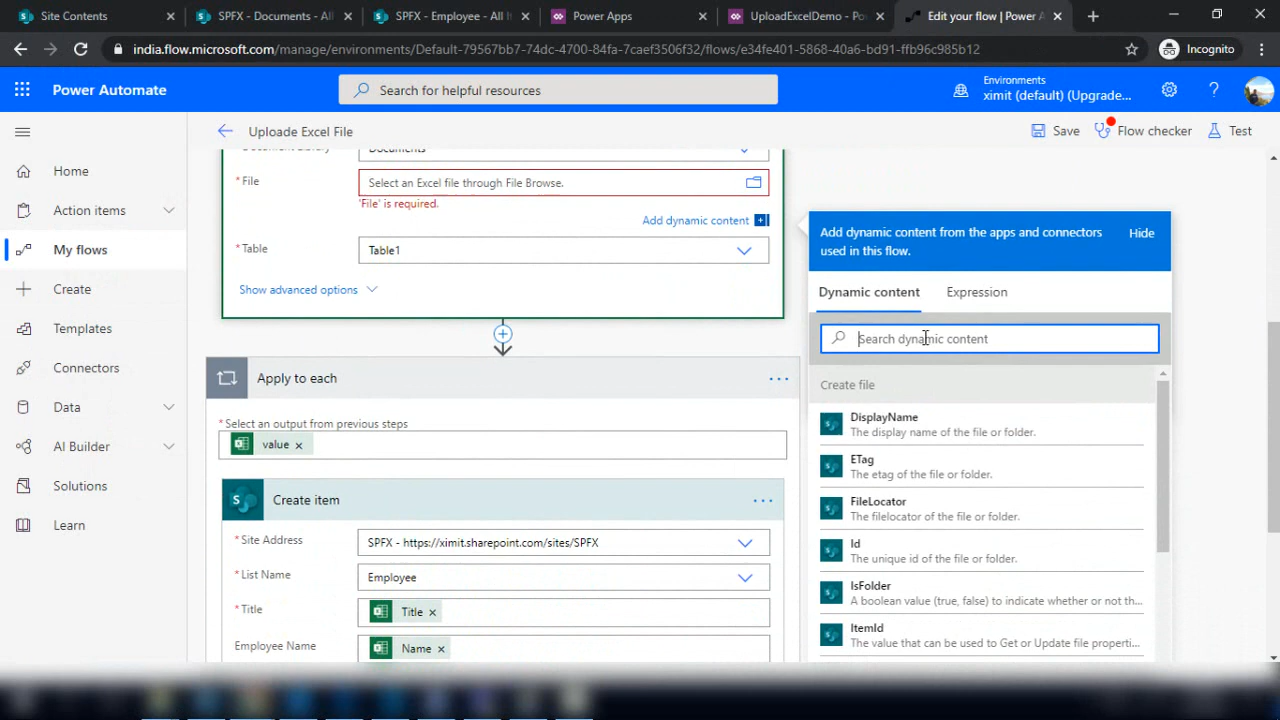 Site Contents
SPFX - Documents - All
SPFX - Employee - All It
Power Apps
UploadExcelDemo - Po
Edit your flow | Power A
india.flow.microsoft.com/manage/environments/Default-79567bb7-74dc-4700-84fa-7caef3506f32/flows/e34fe401-5868-40a6-bd91-ffb96c985b12
Incognito
Power Automate
Search for helpful resources
Environments
ximit (default) (Upgrade...
Uploade Excel File
Save
Flow checker
Test
Home
Action items
My flows
Create
Templates
Connectors
Data
AI Builder
Solutions
Learn
Document Library
Documents
* File
Select an Excel file through File Browse.
'File' is required.
Add dynamic content
* Table
Table1
Show advanced options
Apply to each
* Select an output from previous steps
value
Create item
* Site Address
SPFX - https://ximit.sharepoint.com/sites/SPFX
* List Name
Employee
* Title
Title
Employee Name
Name
Add dynamic content from the apps and connectors
used in this flow.
Hide
Dynamic content
Expression
Search dynamic content
Create file
DisplayName
The display name of the file or folder.
ETag
The etag of the file or folder.
FileLocator
The filelocator of the file or folder.
Id
The unique id of the file or folder.
IsFolder
A boolean value (true, false) to indicate whether or not th...
ItemId
The value that can be used to Get or Update file properti...